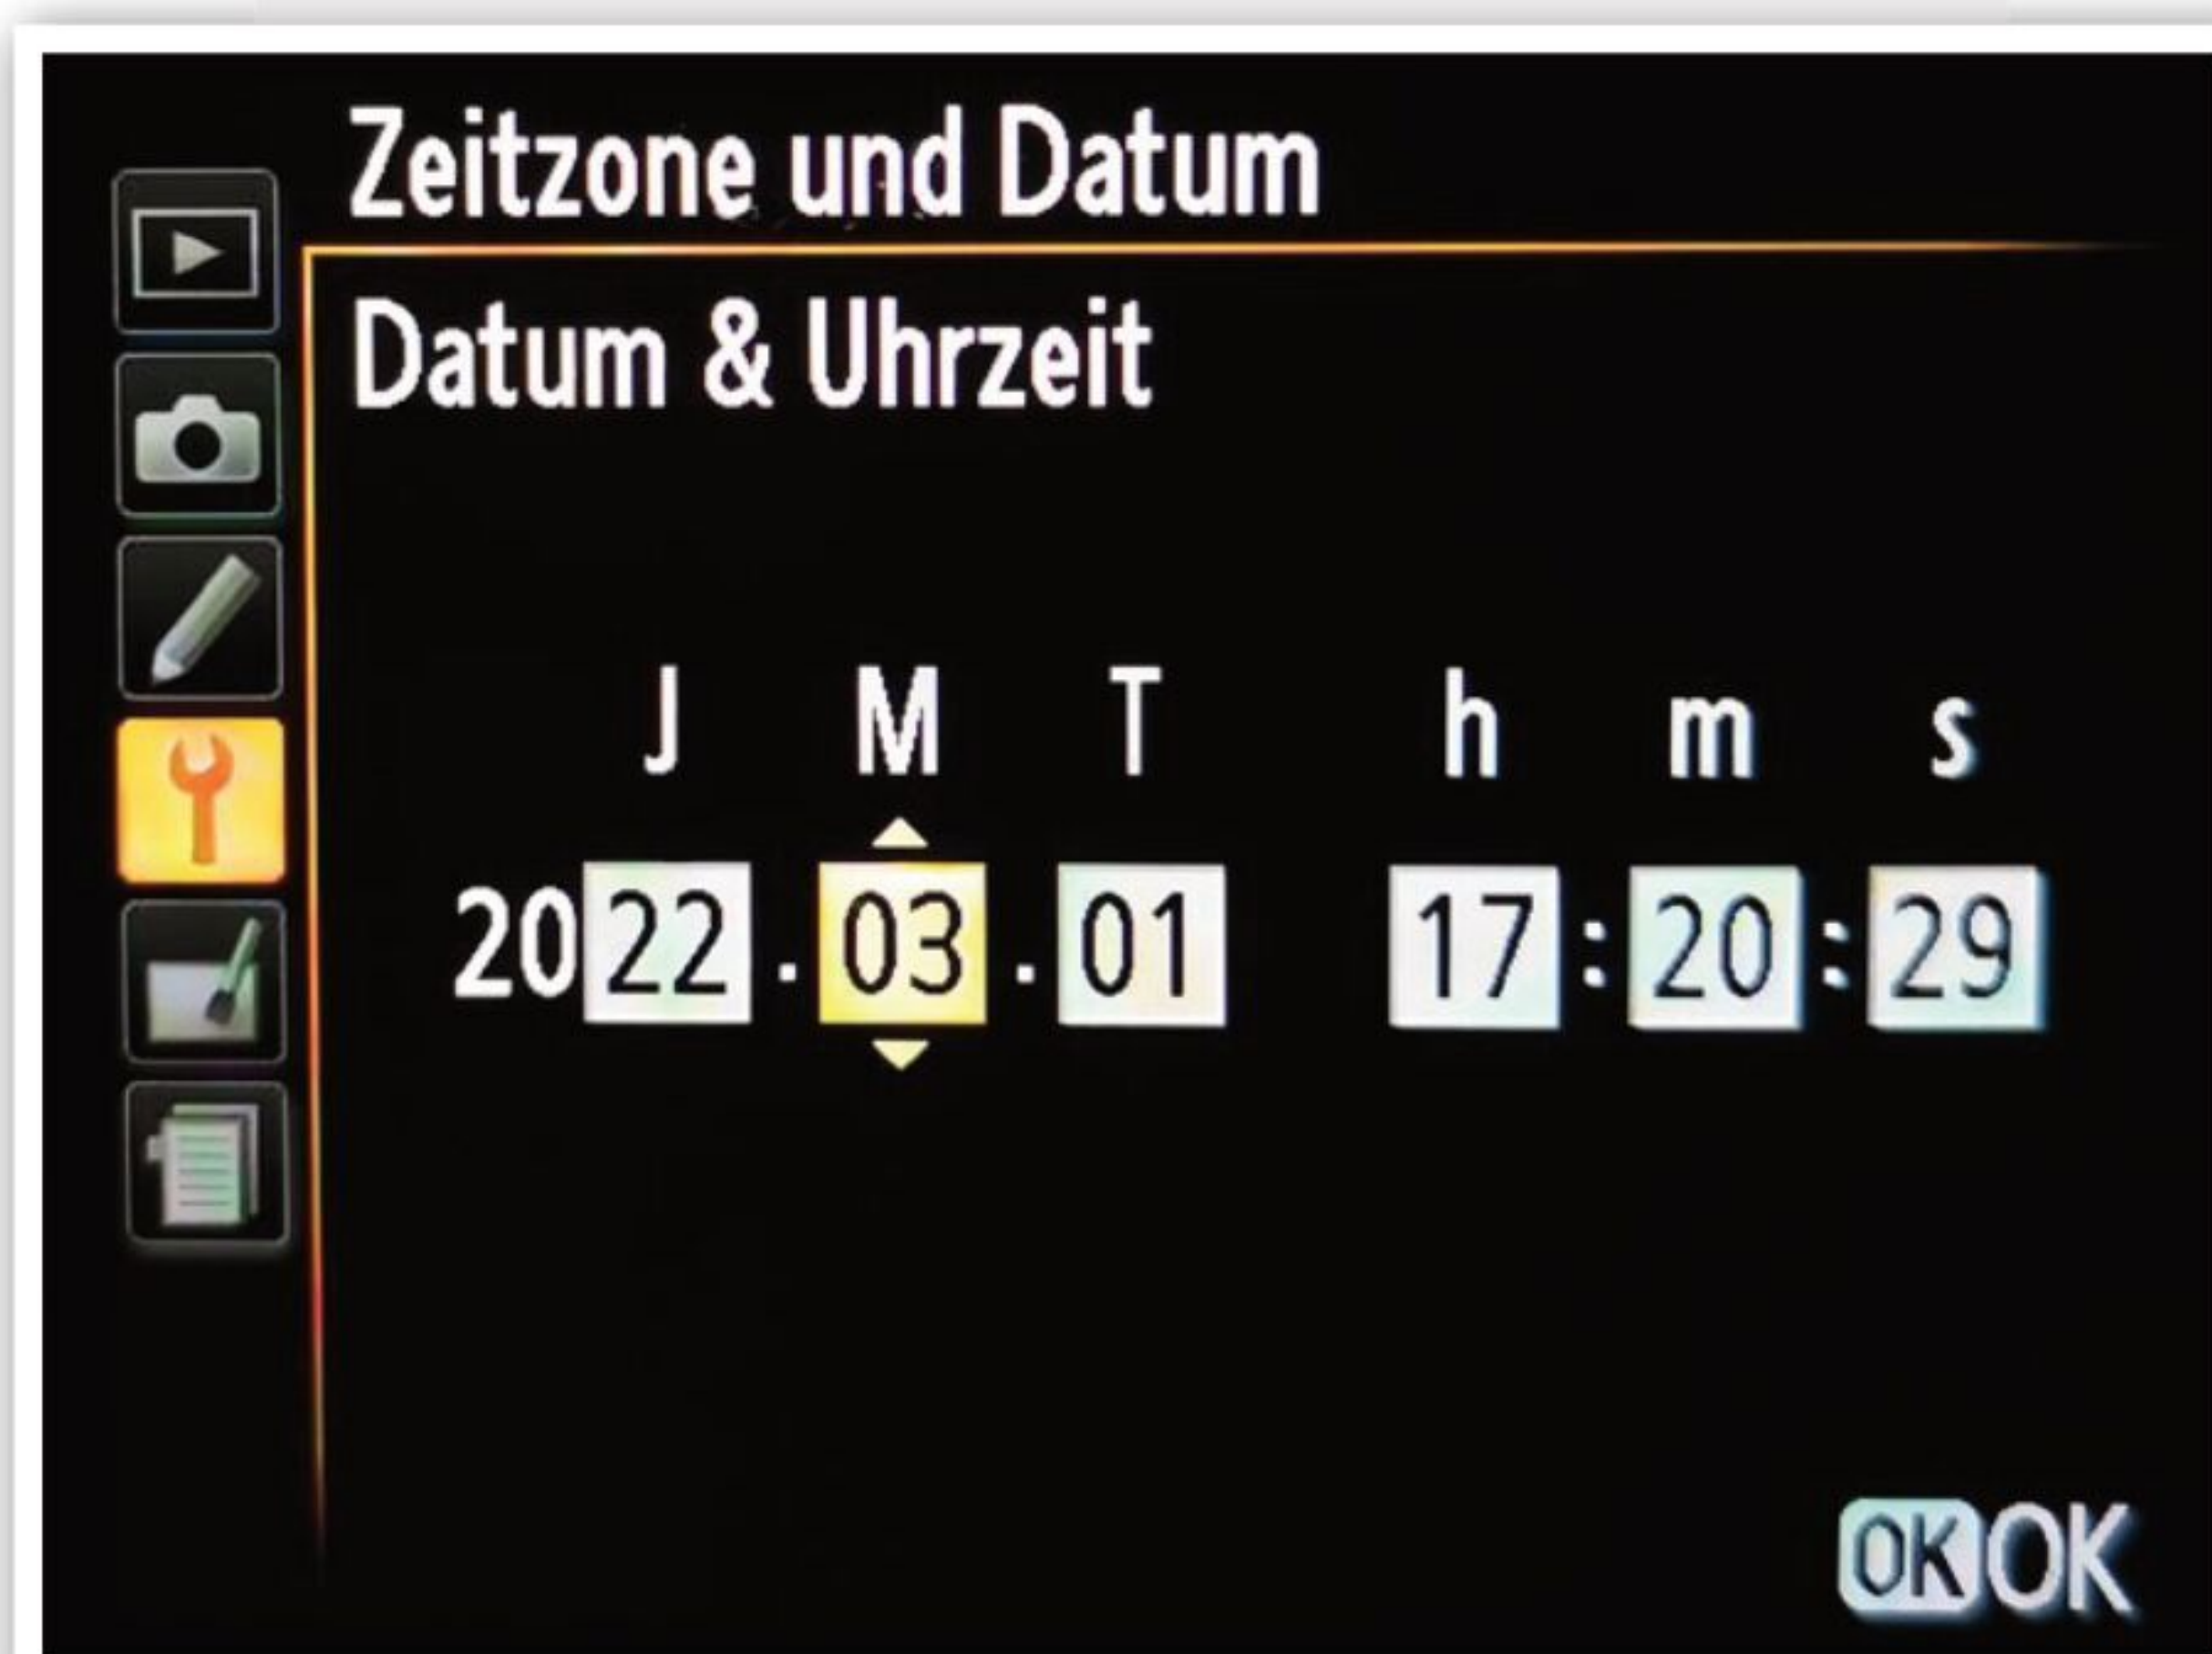 Zeitzone und Datum
Datum & Uhrzeit
J M T h m s
2022.03.01 17:20:29
OK OK